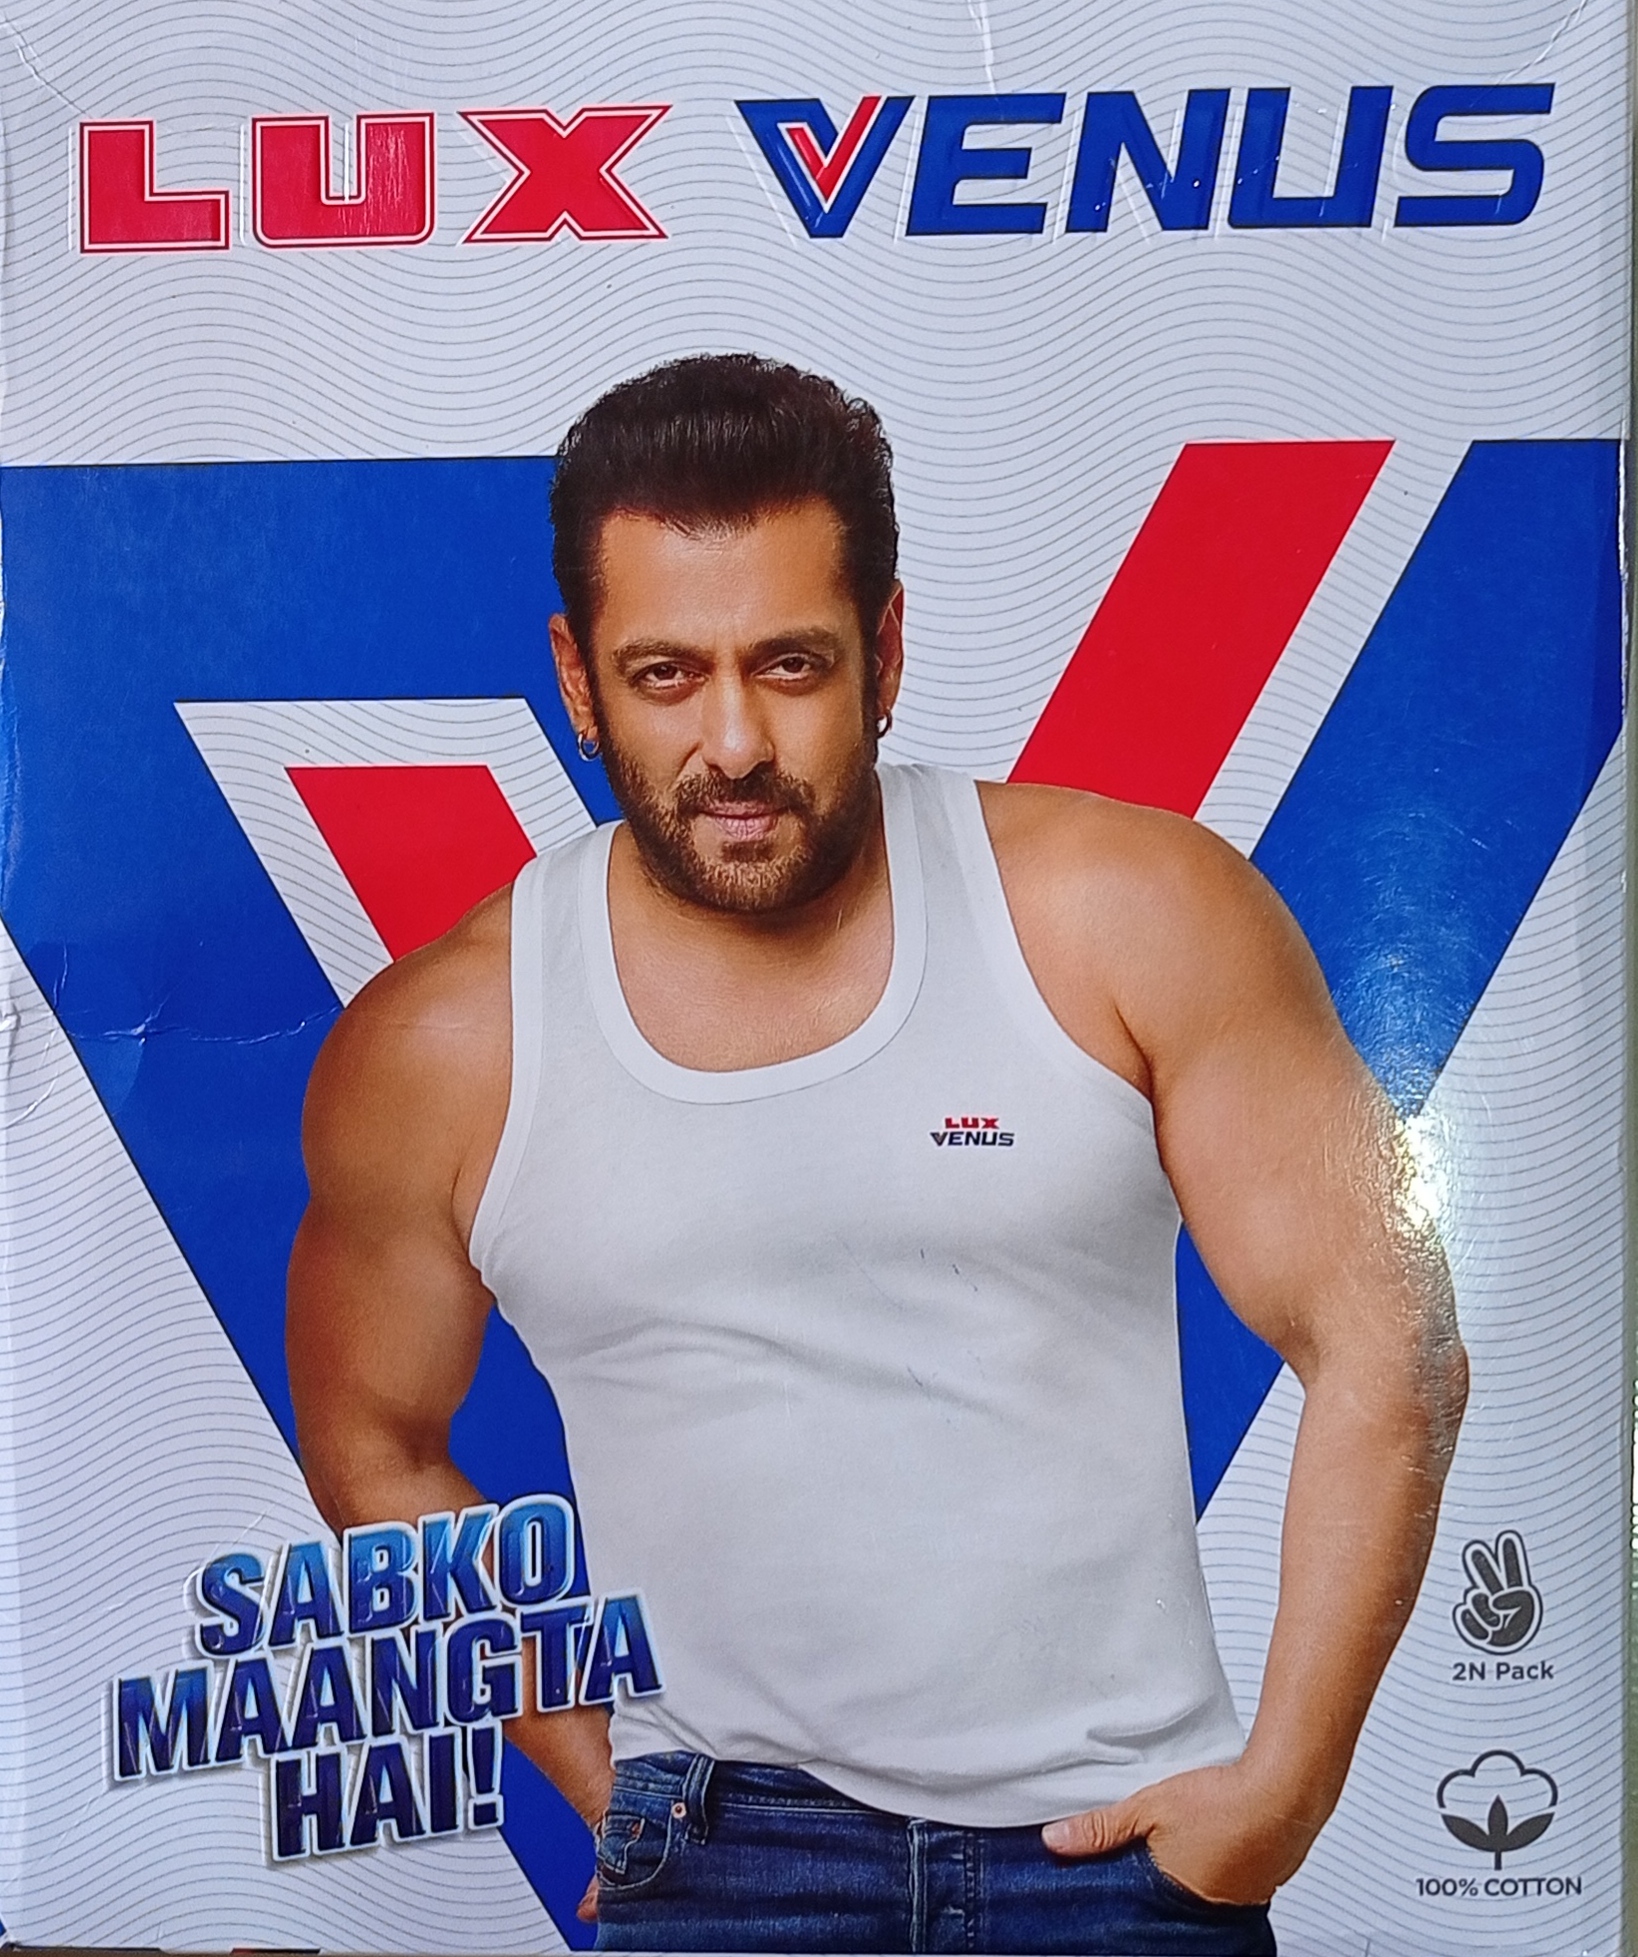 LUX VENUS
LUX
VENUS
SABKO
MAANGTA
HAI!
2N Pack
100% COTTON